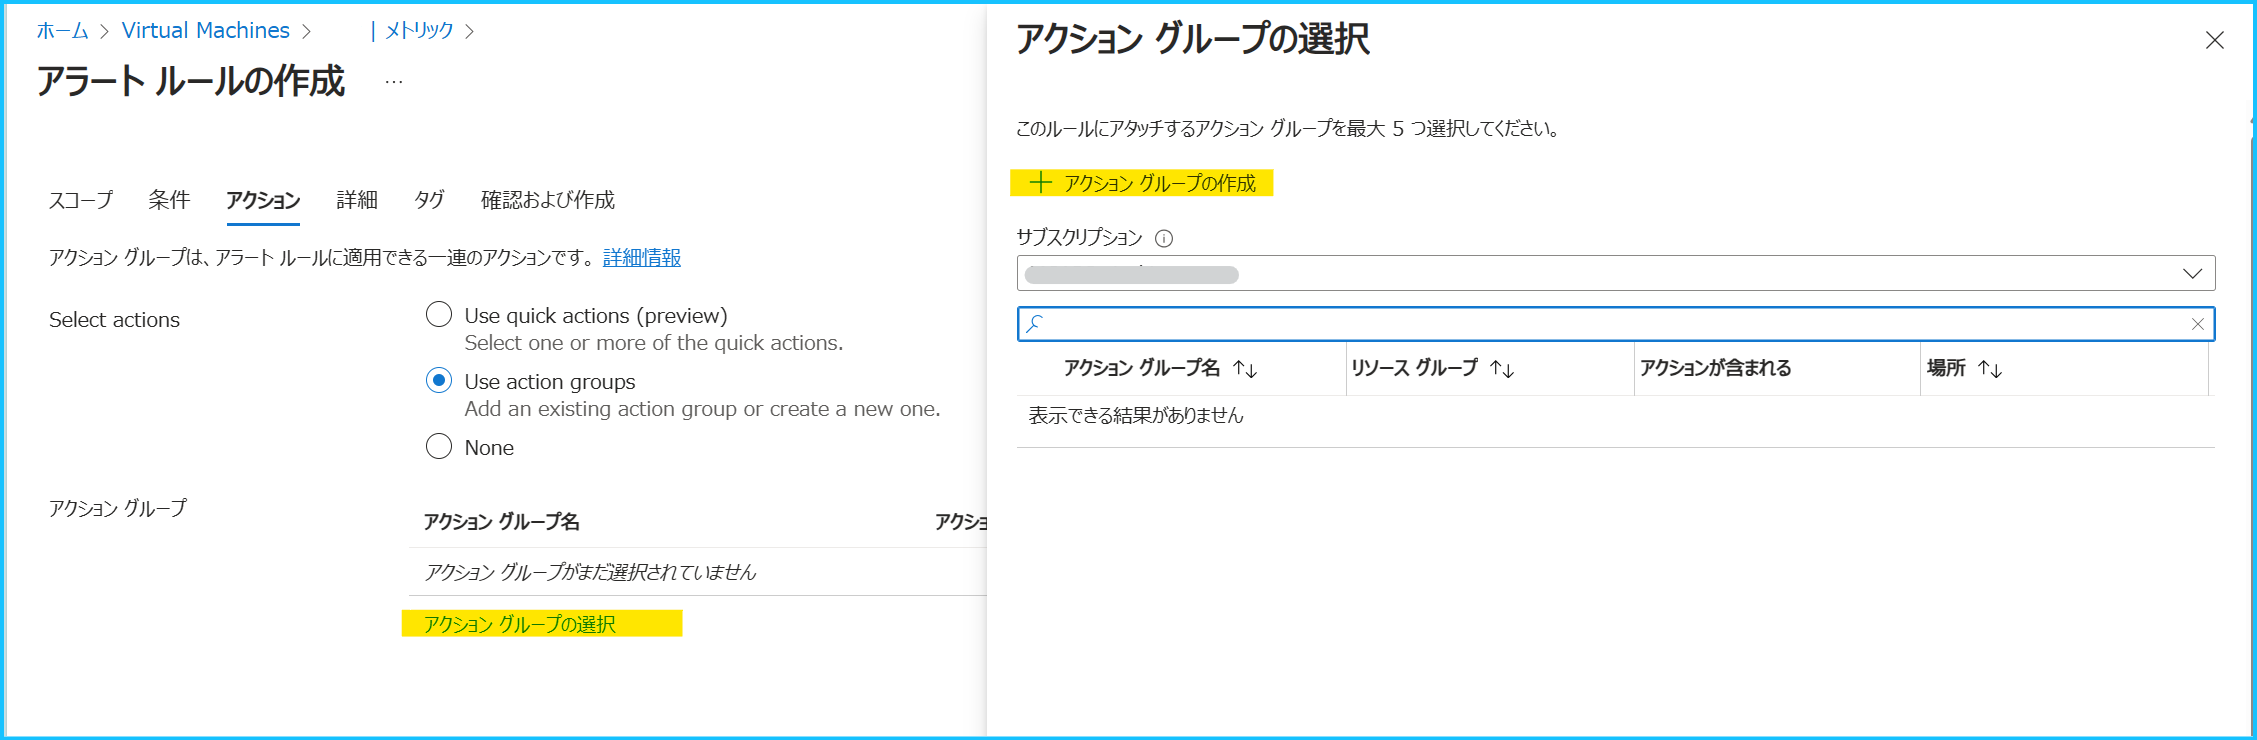 ホーム > Virtual Machines > | メトリック >
アラート ルールの作成 ...
スコープ 条件 アクション 詳細 タグ 確認および作成
アクション グループは、アラート ルールに適用できる一連のアクションです。 詳細情報
Select actions
Use quick actions (preview)
Select one or more of the quick actions.
Use action groups
Add an existing action group or create a new one.
None
アクション グループ
アクション グループ名 アクショ
アクション グループがまだ選択されていません
アクション グループの選択
アクション グループの選択
このルールにアタッチするアクション グループを最大 5 つ選択してください。
アクション グループの作成
サブスクリプション
アクション グループ名 ↑↓ リソース グループ ↑↓ アクションが含まれる 場所 ↑↓
表示できる結果がありません